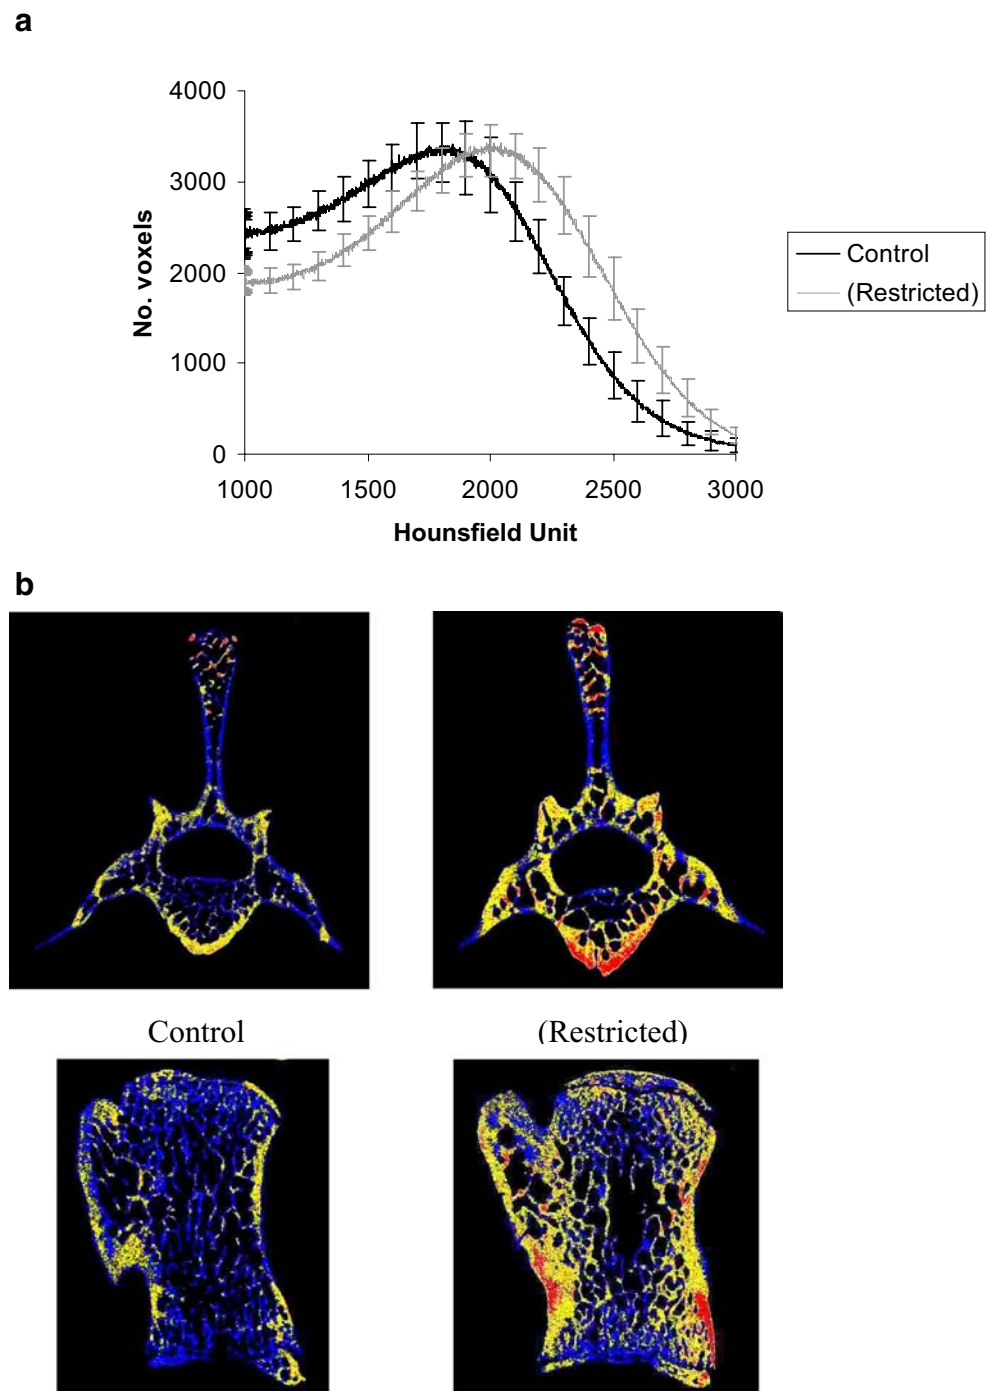 a
4000
3000
2000
1000
0
No. voxels
1000 1500 2000 2500 3000
Hounsfield Unit
Control
(Restricted)
b
Control (Restricted)